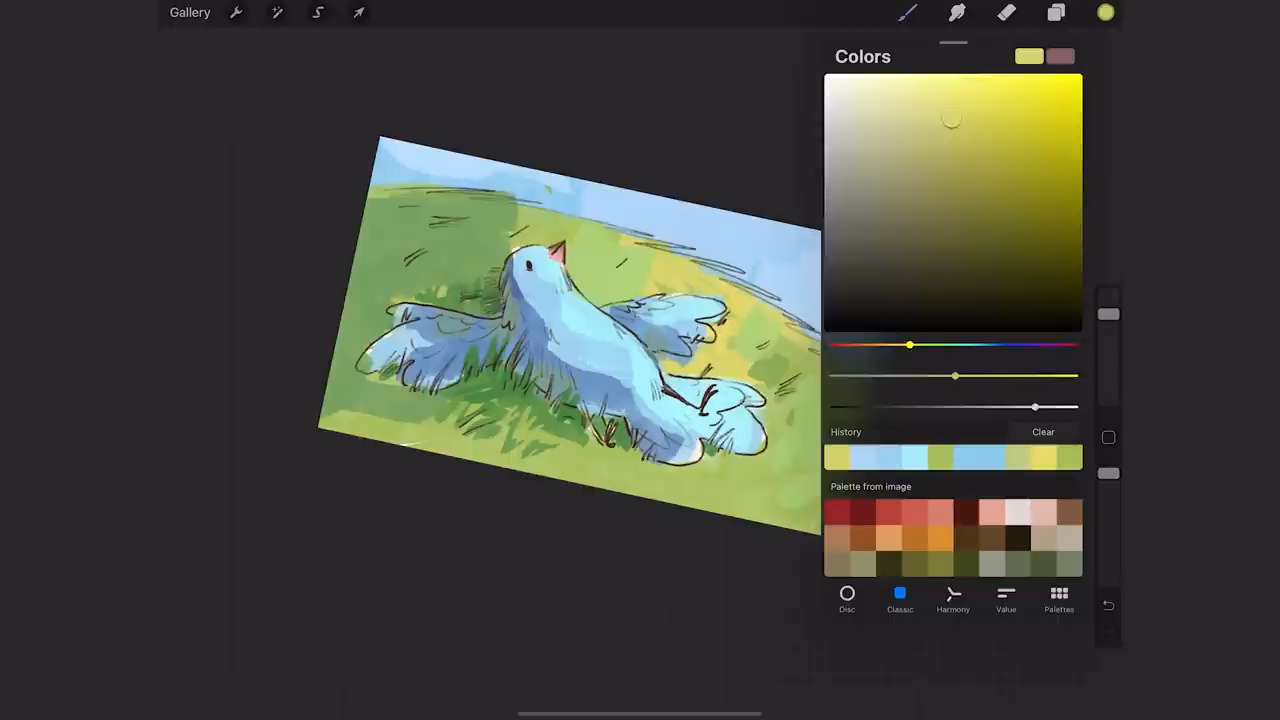 Gallery
Colors
History
Clear
Palette from image
Disc
Classic
Harmony
Value
Palettes